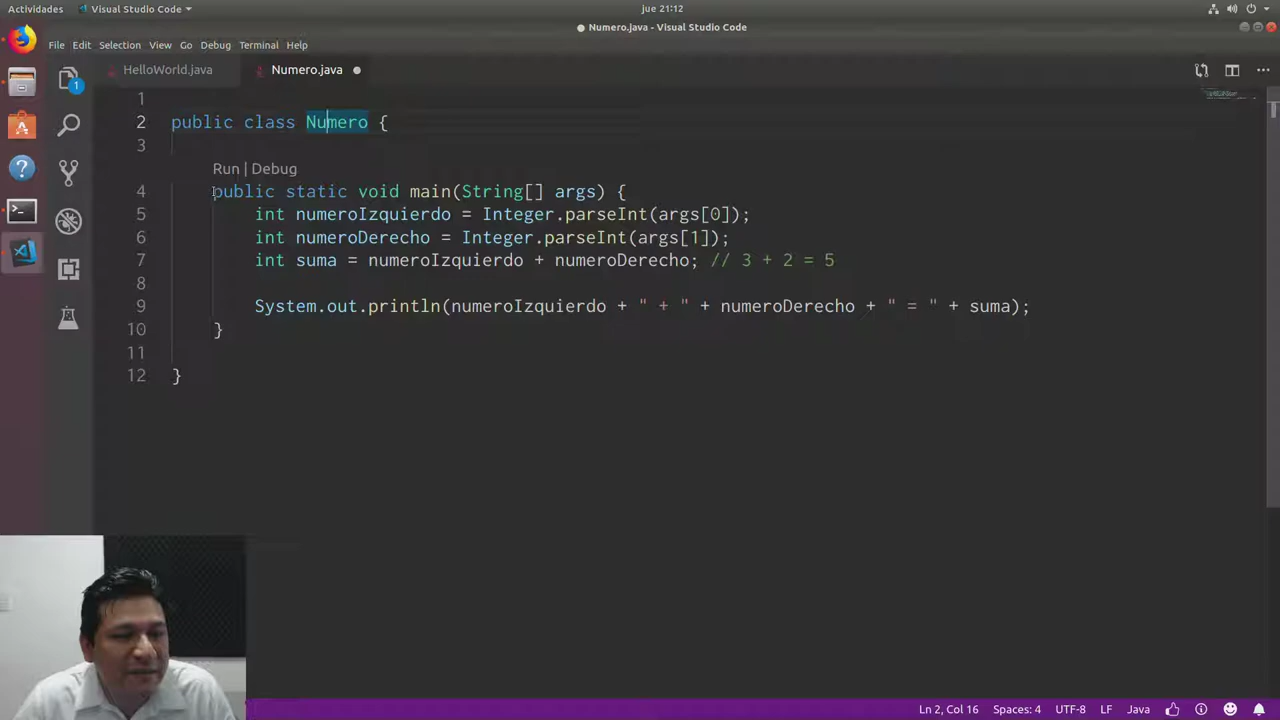 Actividades
Visual Studio Code
jue 21:12
● Numero.java - Visual Studio Code
File Edit Selection View Go Debug Terminal Help
HelloWorld.java
Numero.java
1
1
2 public class Numero {
3
Run | Debug
4 public static void main(String[] args) {
5 int numeroIzquierdo = Integer.parseInt(args[0]);
6 int numeroDerecho = Integer.parseInt(args[1]);
7 int suma = numeroIzquierdo + numeroDerecho; // 3 + 2 = 5
8
9 System.out.println(numeroIzquierdo + " + " + numeroDerecho + " = " + suma);
10 }
11
12 }
Ln 2, Col 16 Spaces: 4 UTF-8 LF Java